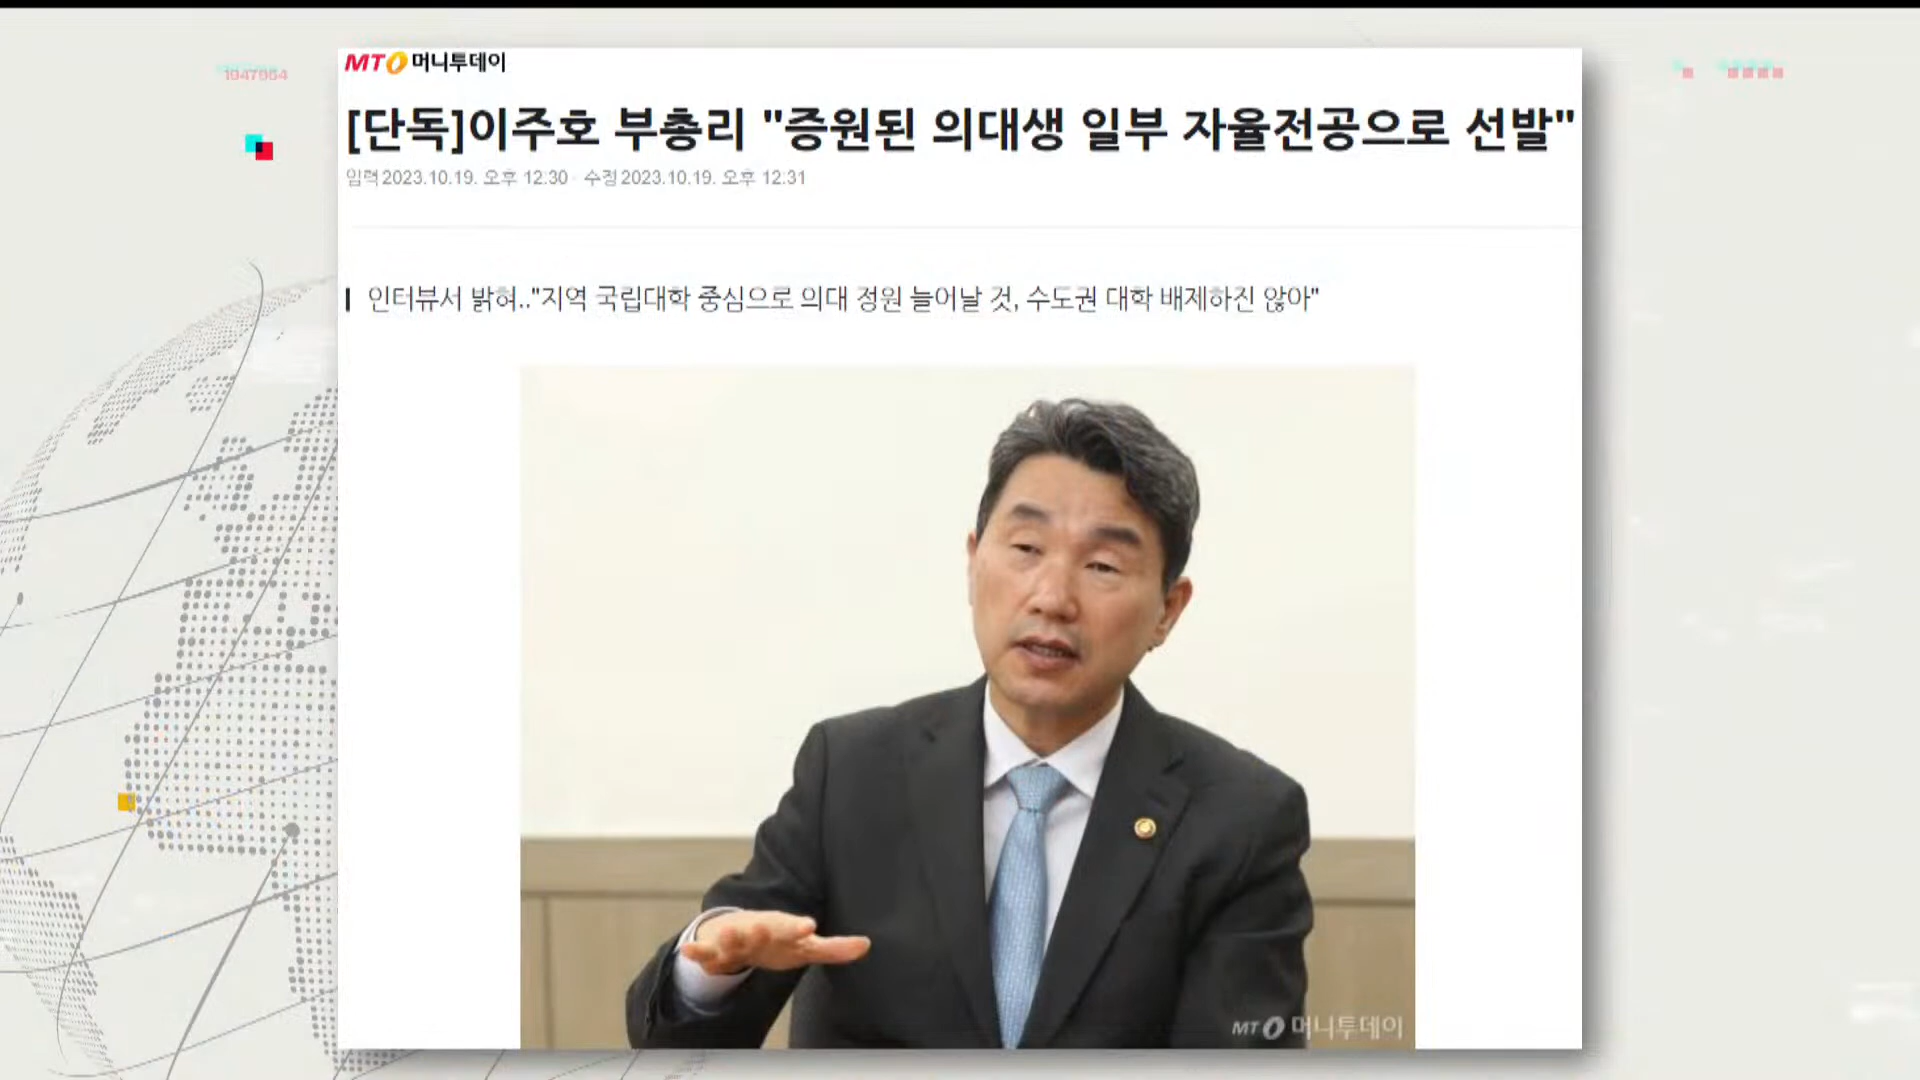 1047864
MTO 머니투데이
[단독]이주호 부총리 "증원된 의대생 일부 자율전공으로 선발"
입력 2023.10.19. 오후 12:30 · 수정 2023.10.19. 오후 12:31
인터뷰서 밝혀.."지역 국립대학 중심으로 의대 정원 늘어날 것, 수도권 대학 배제하진 않아"
MTO 머니투데이